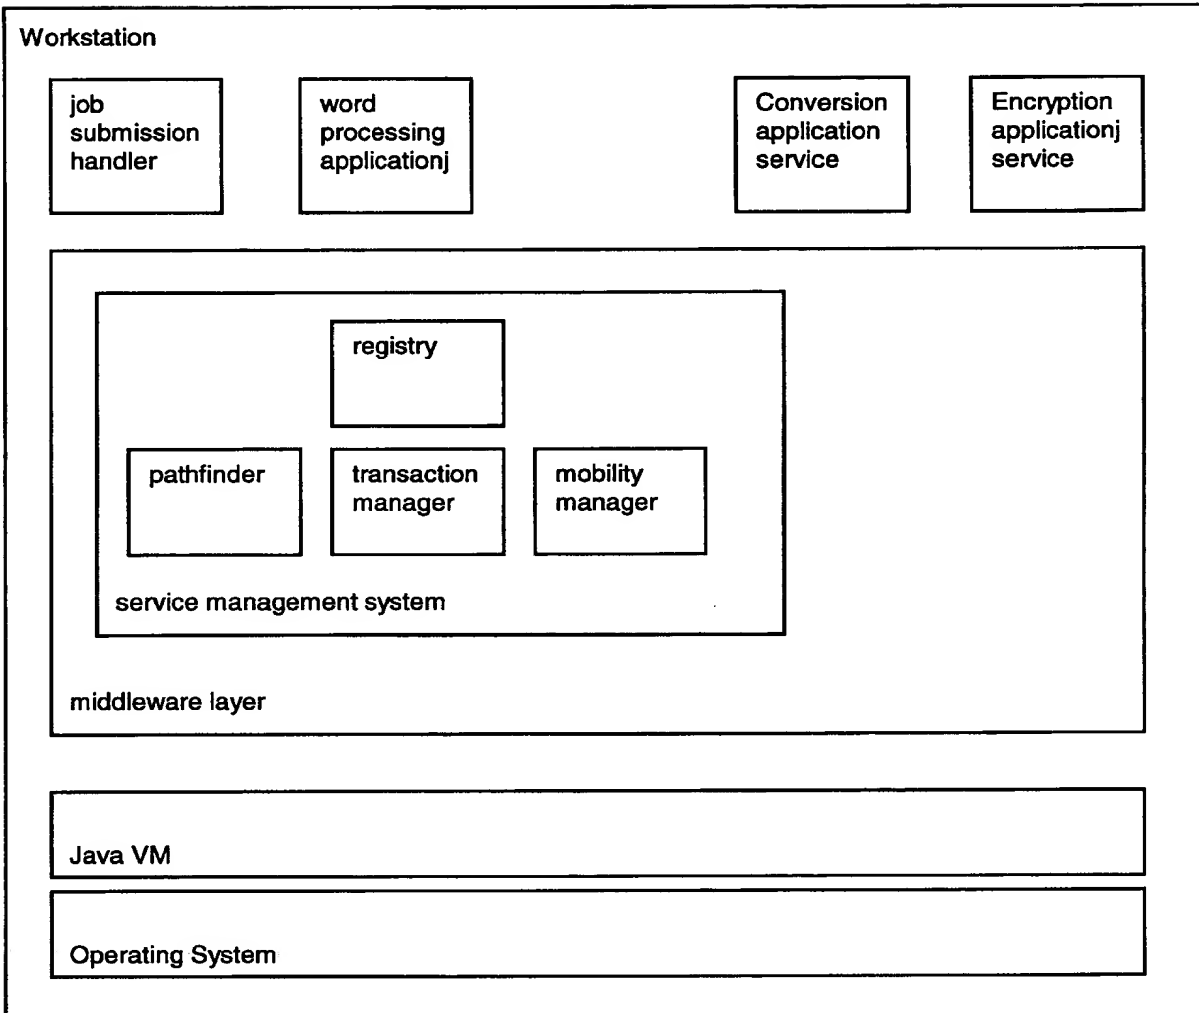 Workstation
job
submission
handler
word
processing
applicationj
Conversion
application
service
Encryption
applicationj
service
registry
pathfinder
transaction
manager
mobility
manager
service management system
middleware layer
Java VM
Operating System